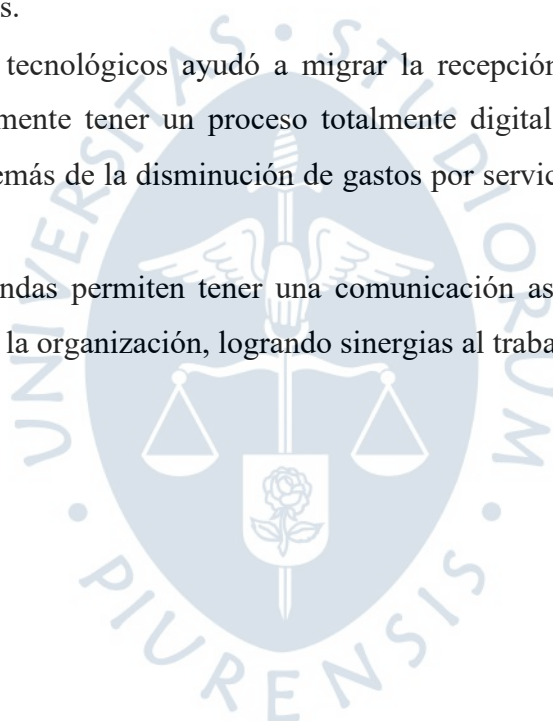 s.
tecnológicos ayudó a migrar la recepción
mente tener un proceso totalmente digital
emás de la disminución de gastos por servic
ndas permiten tener una comunicación as
la organización, logrando sinergias al traba
UNIVERSITAS • STUDIORUM • PIURENSIS •